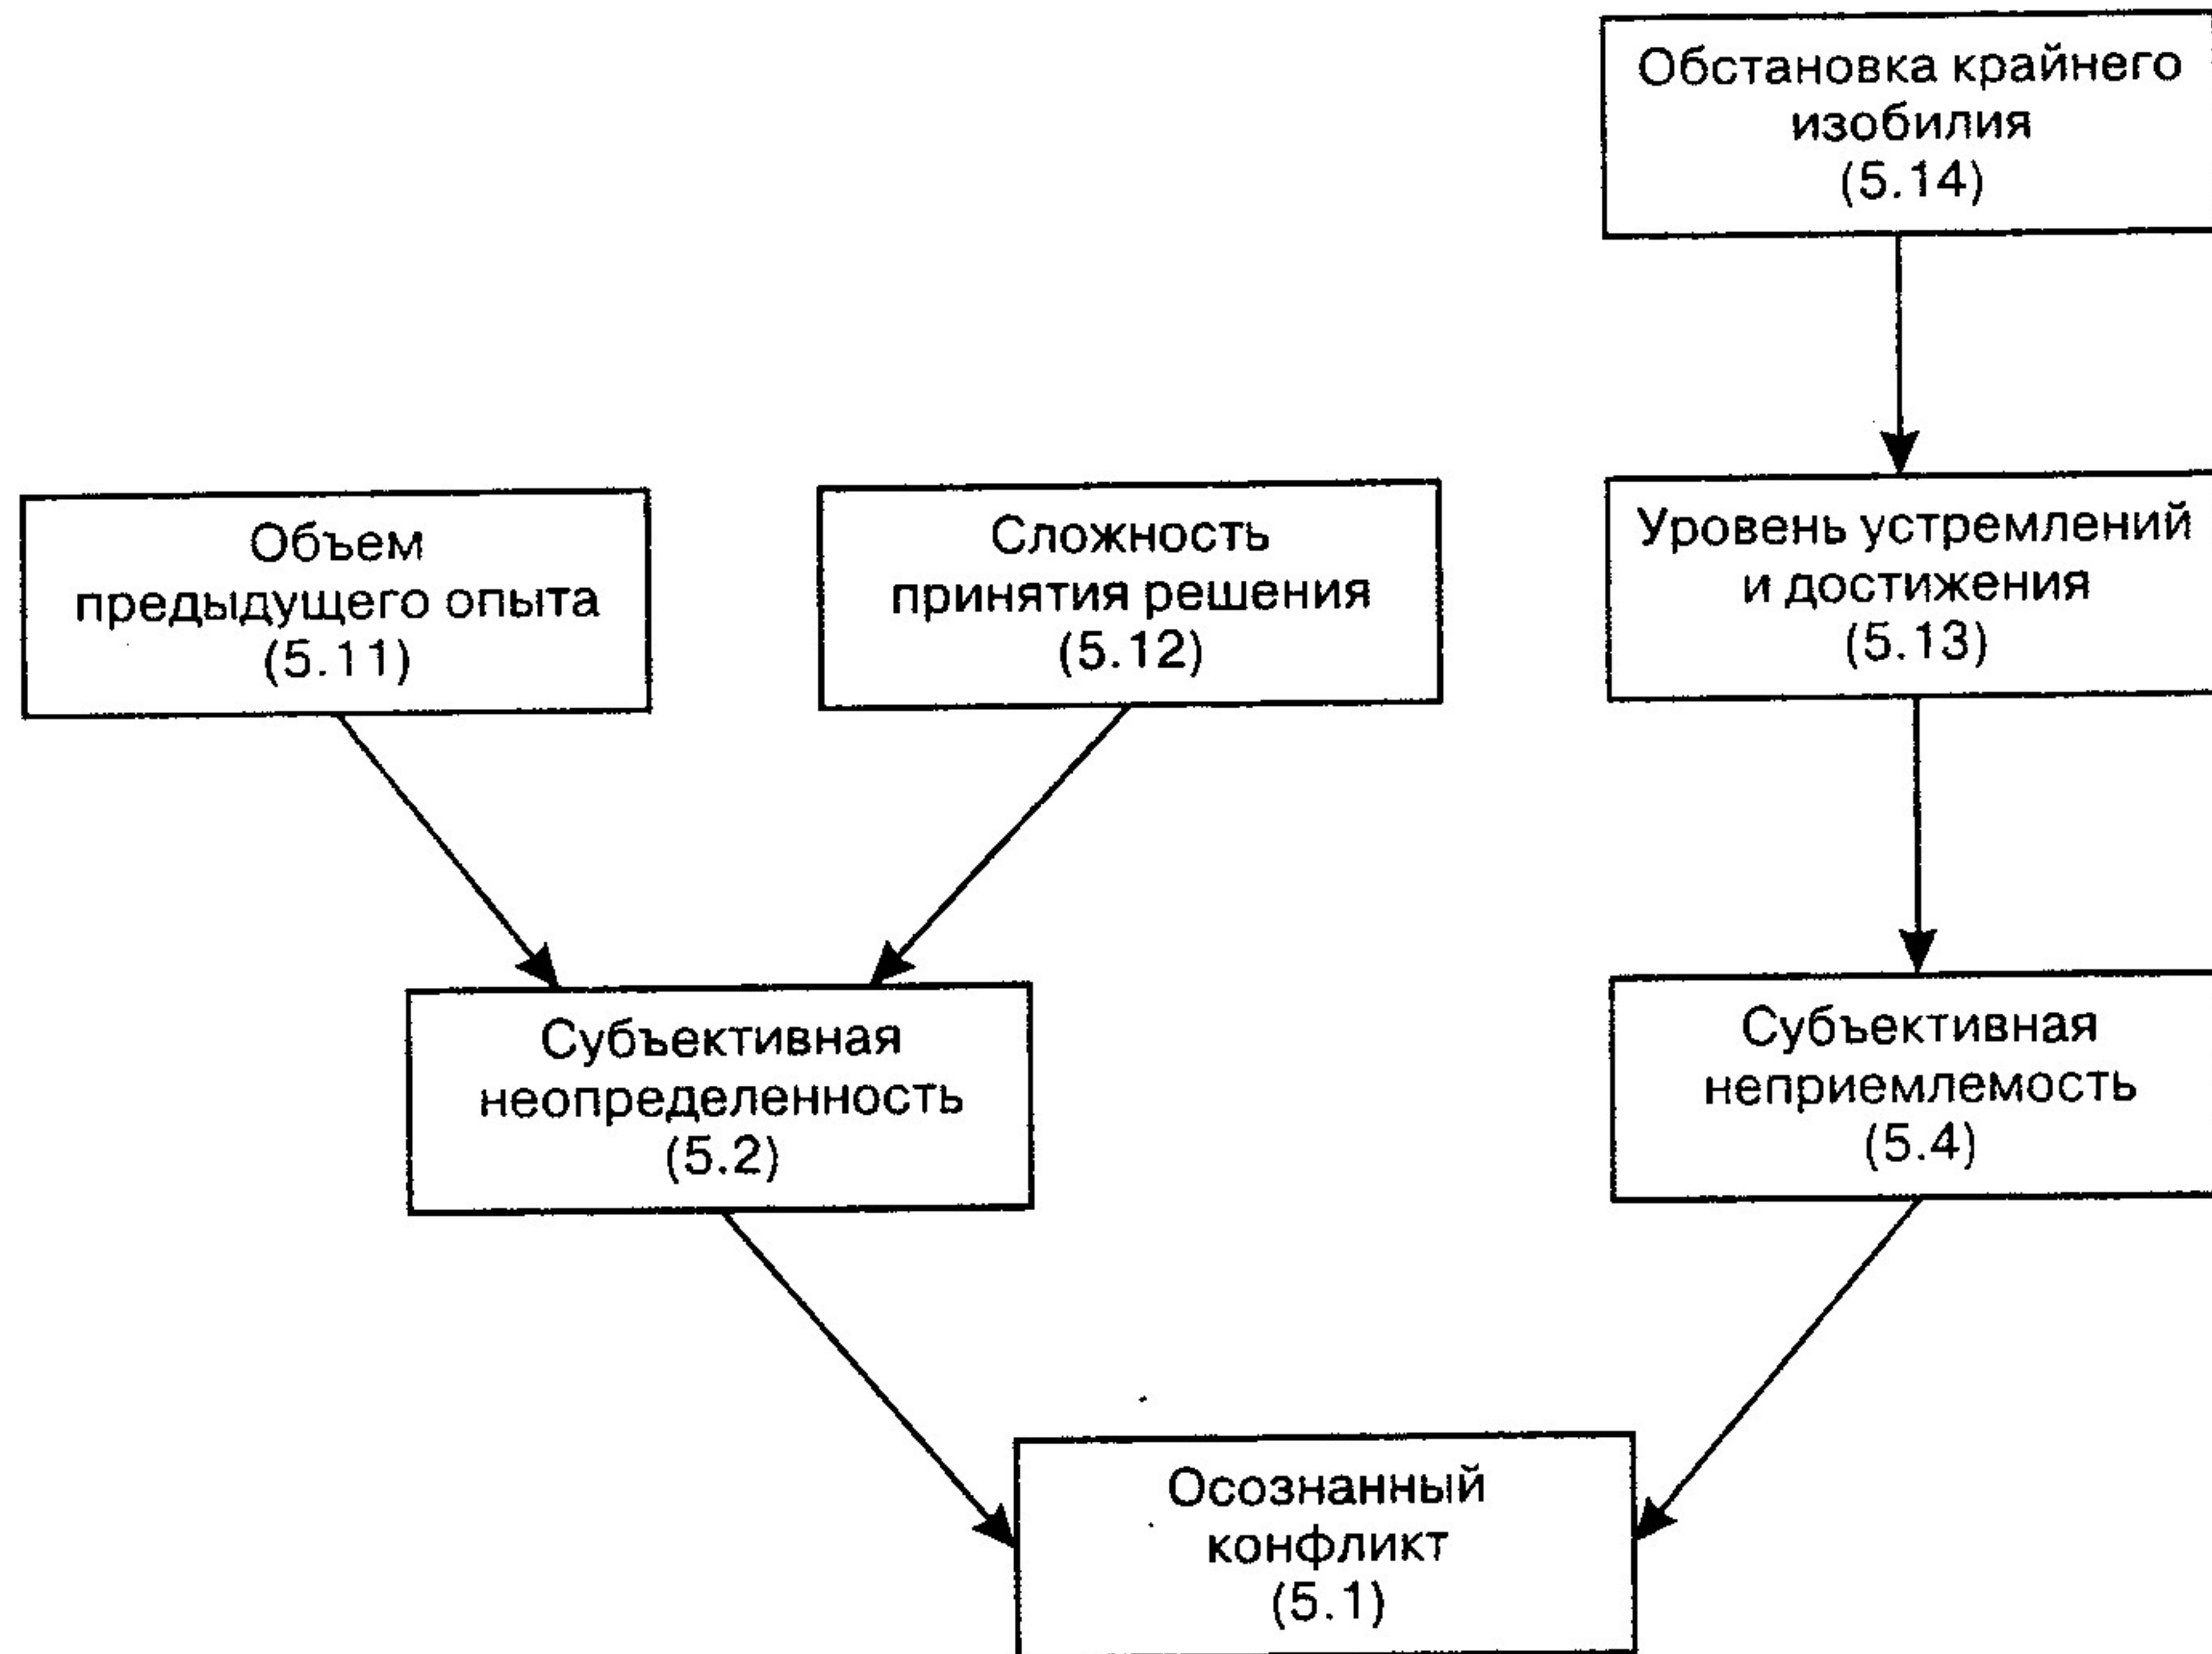 Обстановка крайнего
изобилия
(5.14)
Объем
предыдущего опыта
(5.11)
Сложность
принятия решения
(5.12)
Уровень устремлений
и достижения
(5.13)
Субъективная
неопределенность
(5.2)
Субъективная
неприемлемость
(5.4)
Осознанный
конфликт
(5.1)